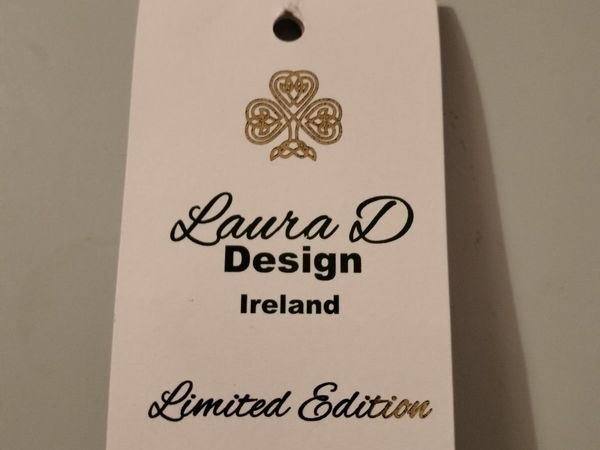 Laura D
Design
Ireland
Limited Edition